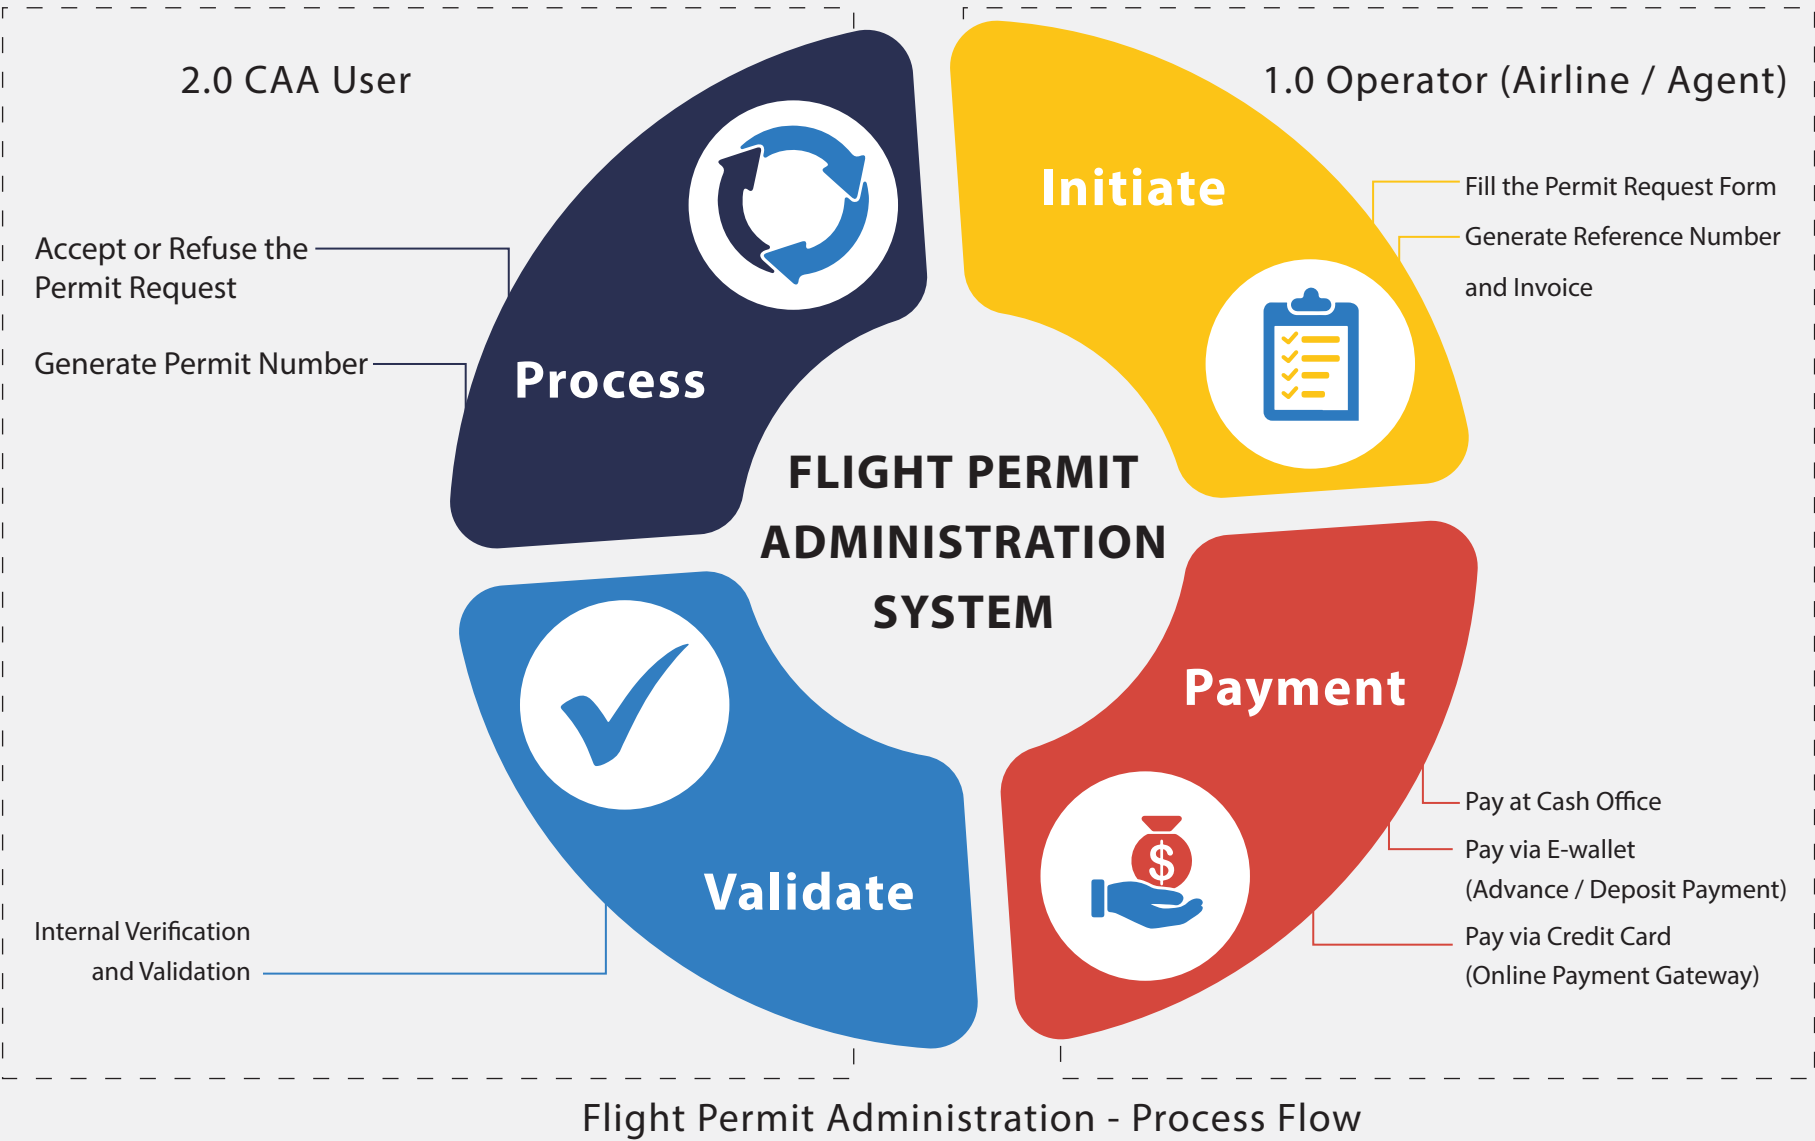 2.0 CAA User
1.0 Operator (Airline / Agent)
Initiate
Fill the Permit Request Form
Generate Reference Number
and Invoice
Accept or Refuse the
Permit Request
Generate Permit Number
Process
FLIGHT PERMIT
ADMINISTRATION
SYSTEM
Payment
$
Pay at Cash Office
Pay via E-wallet
(Advance / Deposit Payment)
Pay via Credit Card
(Online Payment Gateway)
Validate
Internal Verification
and Validation
Flight Permit Administration - Process Flow